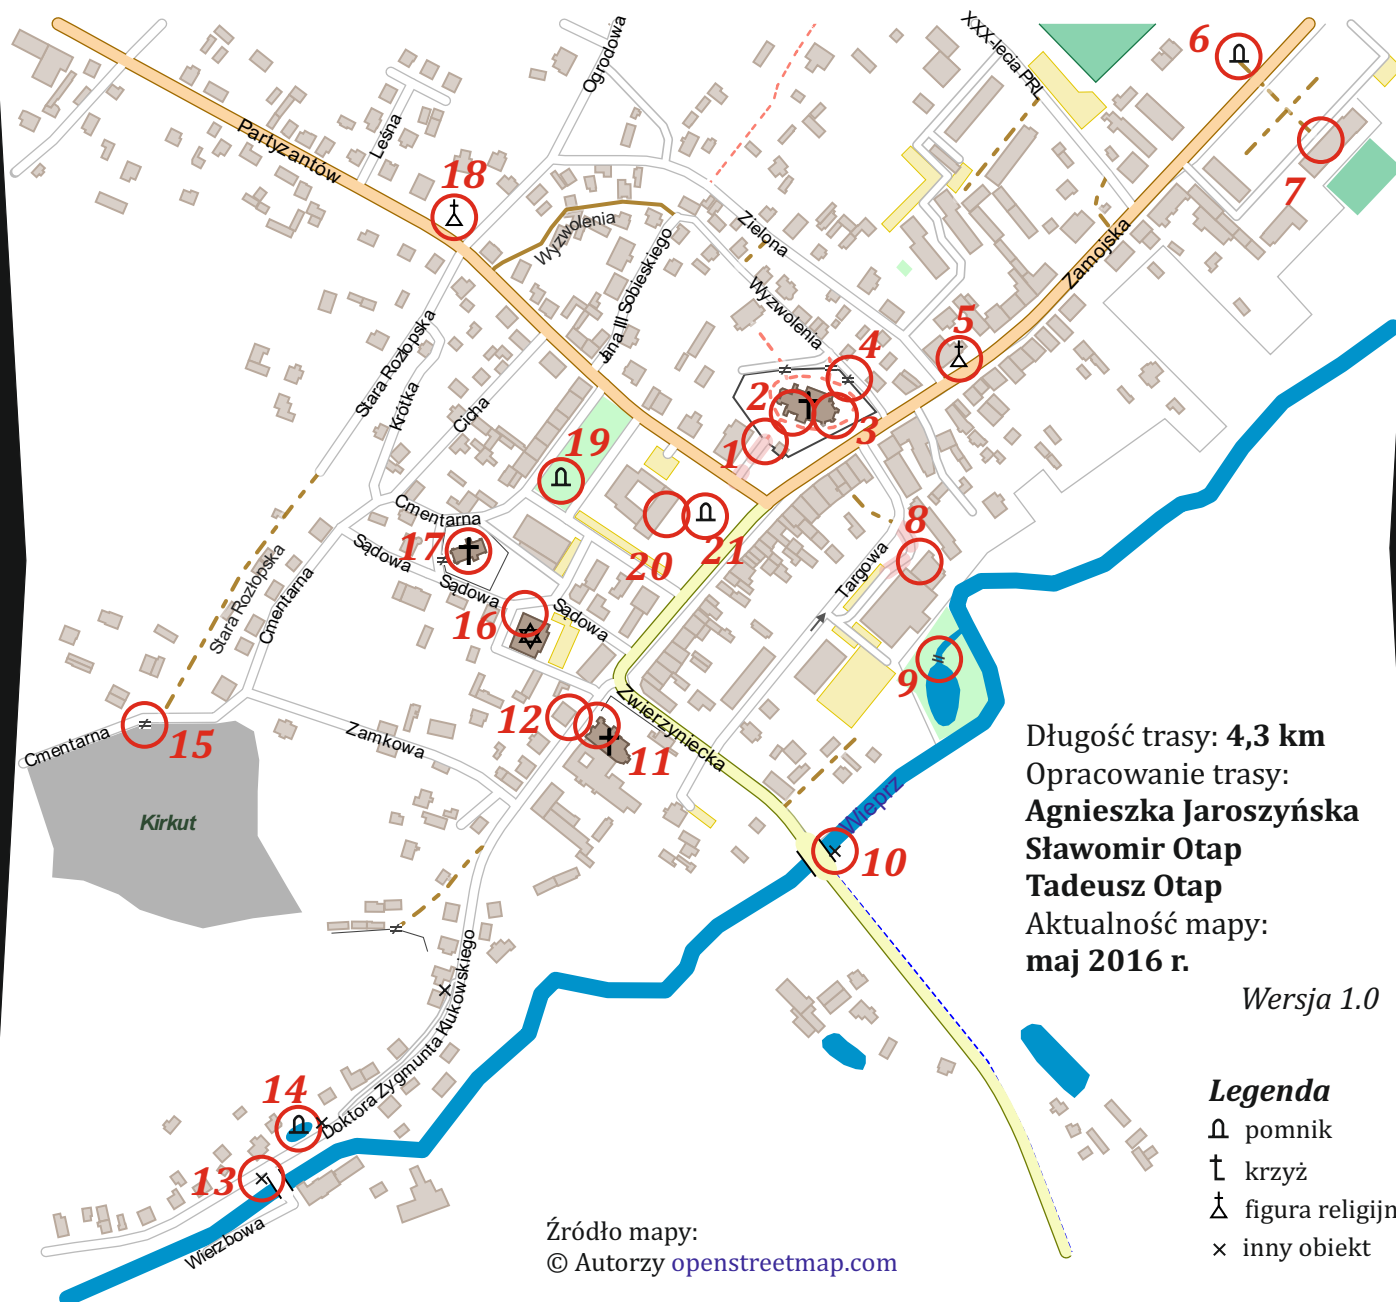 XXX-lecia PRL
Ogrodowa
6
Partyzantów
Leśna
18
7
Wyzwolenia
Zielona
Zamojska
Jana III Sobieskiego
Wyzwolenia
5
4
Stara Rozłopska
Krótka
Cicha
2
3
1
19
Cmentarna
17
Sądowa
20
21
8
Targowa
Stara Rozłopska
Cmentarna
Sądowa
Sądowa
16
9
12
11
Zwierzyniecka
Cmentarna
15
Zamkowa
Kirkut
Wieprz
10
Długość trasy: 4,3 km
Opracowanie trasy:
Agnieszka Jaroszyńska
Sławomir Otap
Tadeusz Otap
Aktualność mapy:
maj 2016 r.
Wersja 1.0
Doktora Zygmunta Klukowskiego
14
13
Wierzbowa
Legenda
pomnik
krzyż
figura religijn
inny obiekt
Źródło mapy:
© Autorzy openstreetmap.com